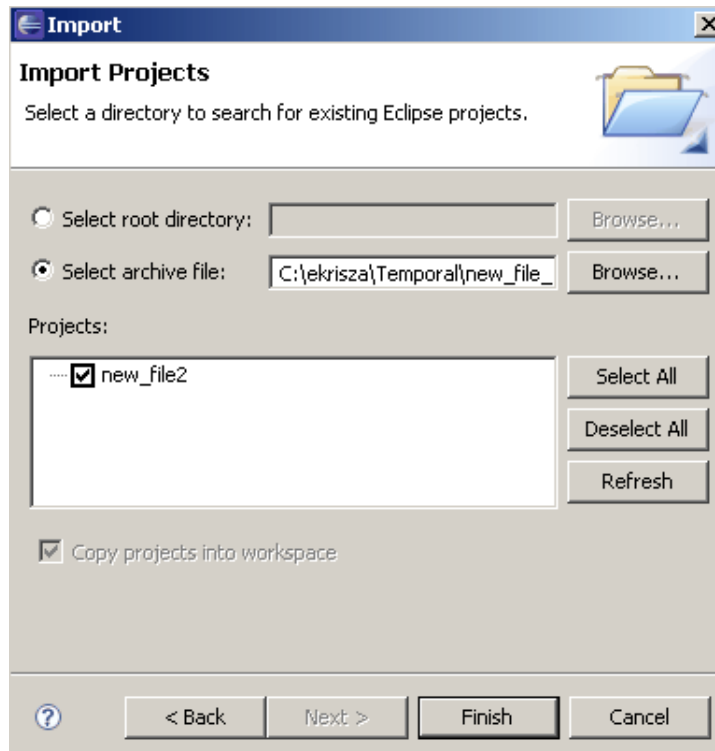 Import
Import Projects
Select a directory to search for existing Eclipse projects.
Select root directory: Browse...
Select archive file: C:\ekrisza\Temporal\new_file_ Browse...
Projects:
new_file2
Select All
Deselect All
Refresh
Copy projects into workspace
? < Back Next > Finish Cancel